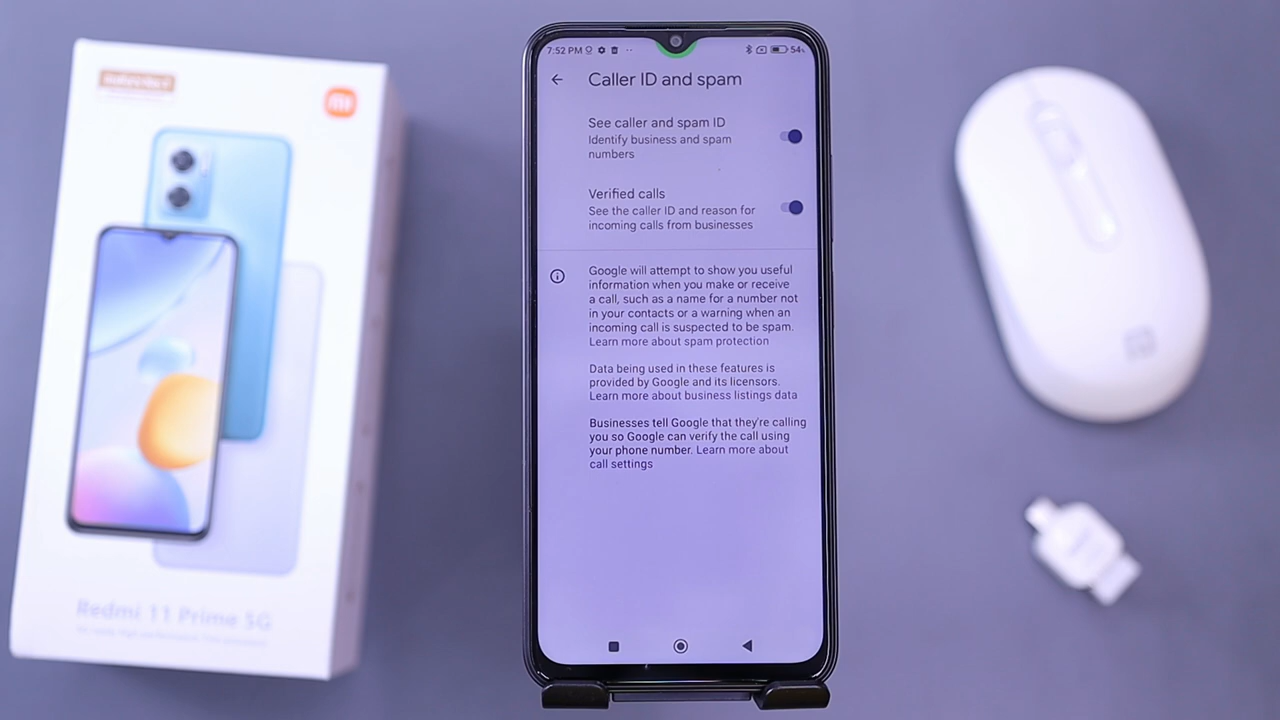 7:52 PM
54%
Caller ID and spam
See caller and spam ID
Identify business and spam
numbers
Verified calls
See the caller ID and reason for
incoming calls from businesses
Google will attempt to show you useful
information when you make or receive
a call, such as a name for a number not
in your contacts or a warning when an
incoming call is suspected to be spam.
Learn more about spam protection
Data being used in these features is
provided by Google and its licensors.
Learn more about business listings data
Businesses tell Google that they're calling
you so Google can verify the call using
your phone number. Learn more about
call settings
mi
Redmi 11 Prime 5G